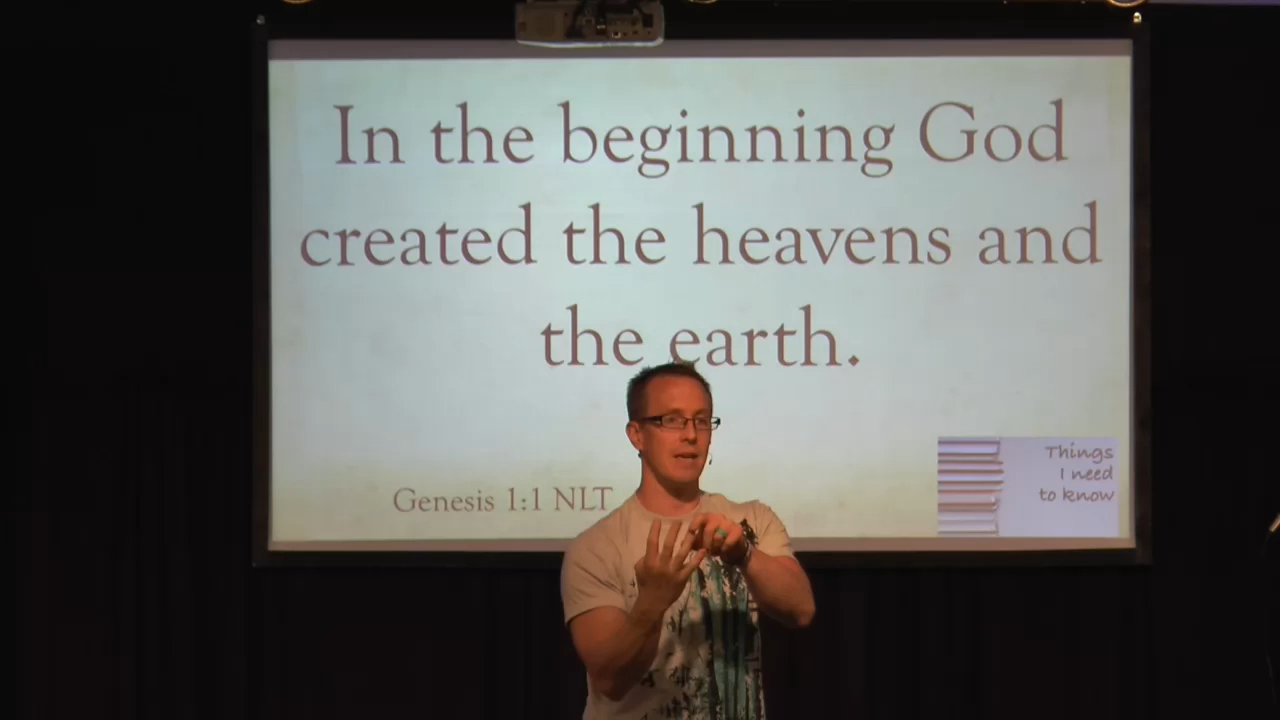 In the beginning God
created the heavens and
the earth.
Genesis 1:1 NLT
Things
I need
to know